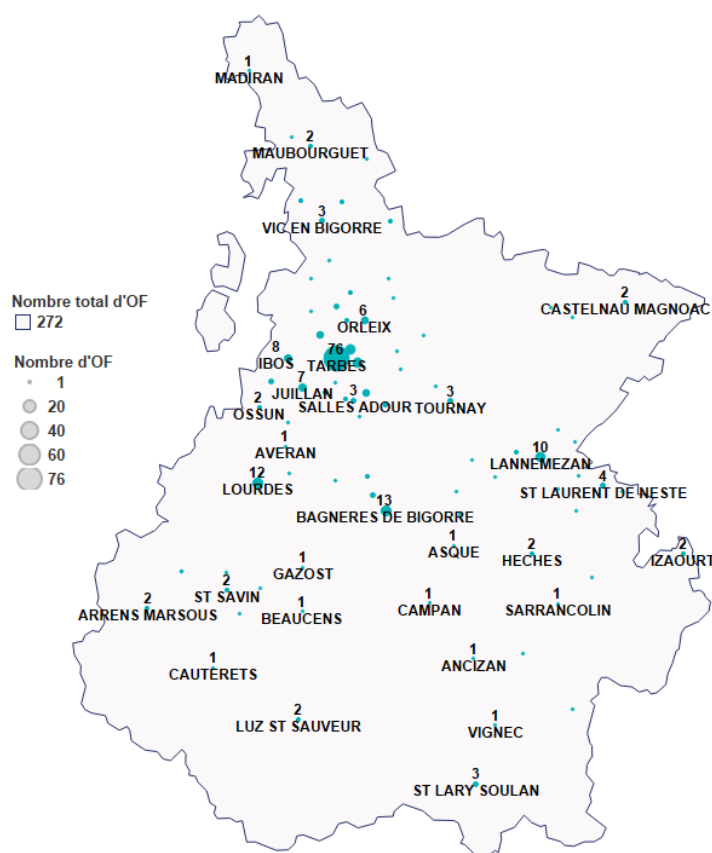 1
MADIRAN
2
MAUBOURGUET
3
VIC EN BIGORRE
Nombre total d'OF
272
2
CASTELNAU MAGNOAC
6
ORLEIX
Nombre d'OF
1
20
40
60
76
8
IBOS
76
TARBES
7
JUILLAN
2
OSSUN
3
SALLES ADOUR
3
TOURNAY
1
AVERAN
10
LANNEMEZAN
12
LOURDES
4
ST LAURENT DE NESTE
13
BAGNERES DE BIGORRE
1
ASQUE
2
HECHES
2
IZAOURT
1
GAZOST
2
ST SAVIN
2
ARRENS MARSOUS
1
BEAUCENS
1
CAMPAN
1
SARRANCOLIN
1
CAUTERETS
1
ANCIZAN
2
LUZ ST SAUVEUR
1
VIGNEC
3
ST LARY SOULAN